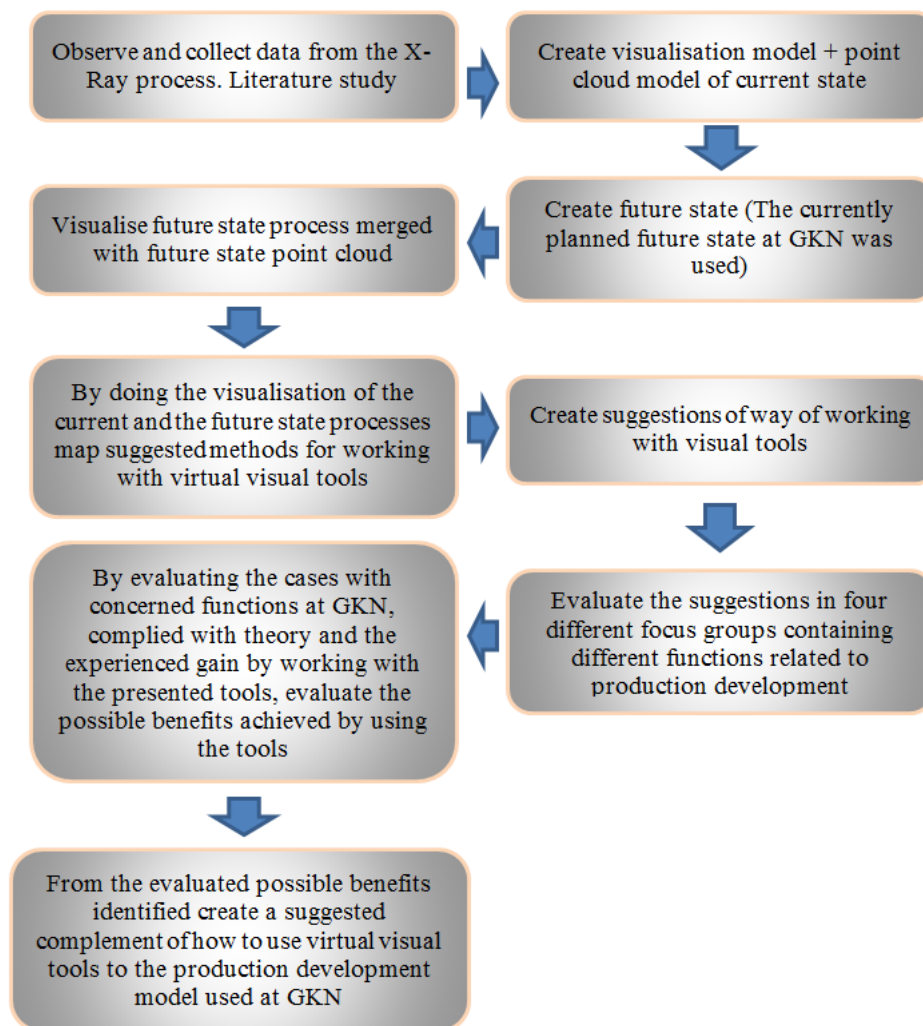 Observe and collect data from the X-
Ray process. Literature study
Create visualisation model + point
cloud model of current state
Create future state (The currently
planned future state at GKN was
used)
Visualise future state process merged
with future state point cloud
By doing the visualisation of the
current and the future state processes
map suggested methods for working
with virtual visual tools
Create suggestions of way of working
with visual tools
Evaluate the suggestions in four
different focus groups containing
different functions related to
production development
By evaluating the cases with
concerned functions at GKN,
complied with theory and the
experienced gain by working with
the presented tools, evaluate the
possible benefits achieved by using
the tools
From the evaluated possible benefits
identified create a suggested
complement of how to use virtual visual
tools to the production development
model used at GKN